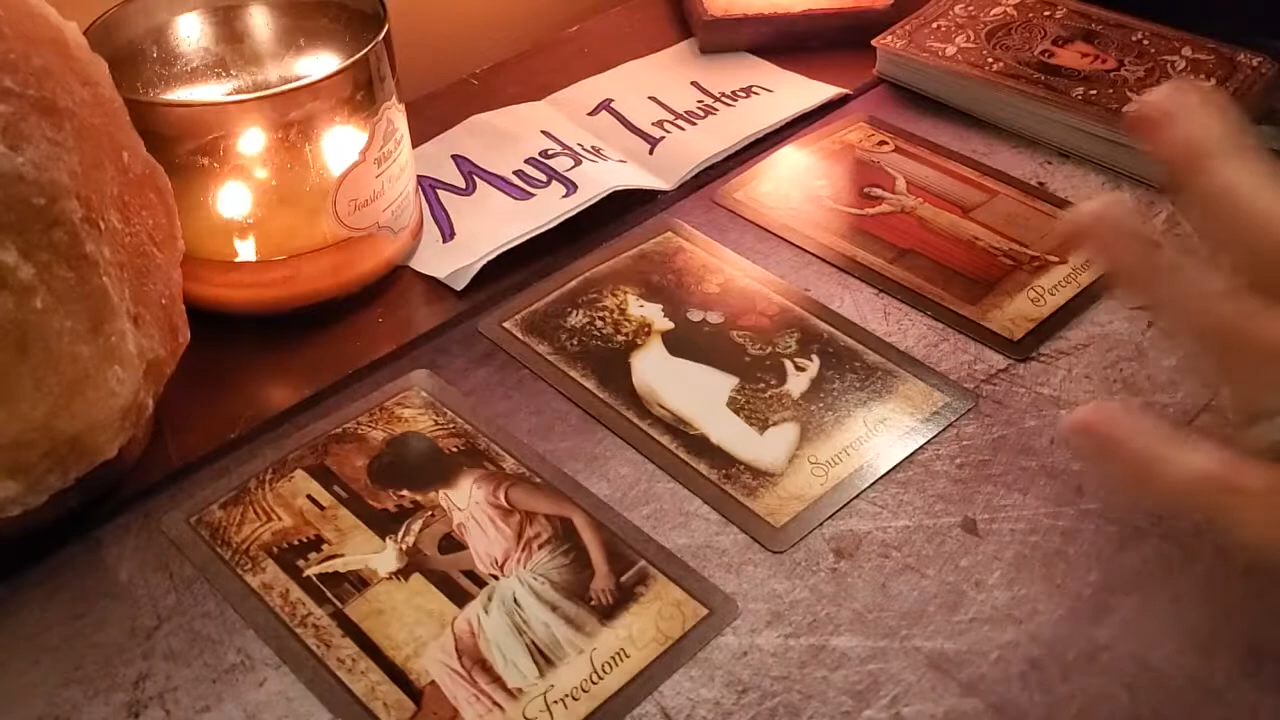 Mystic Intuition
Toasted
Perception
Surrender
Freedom